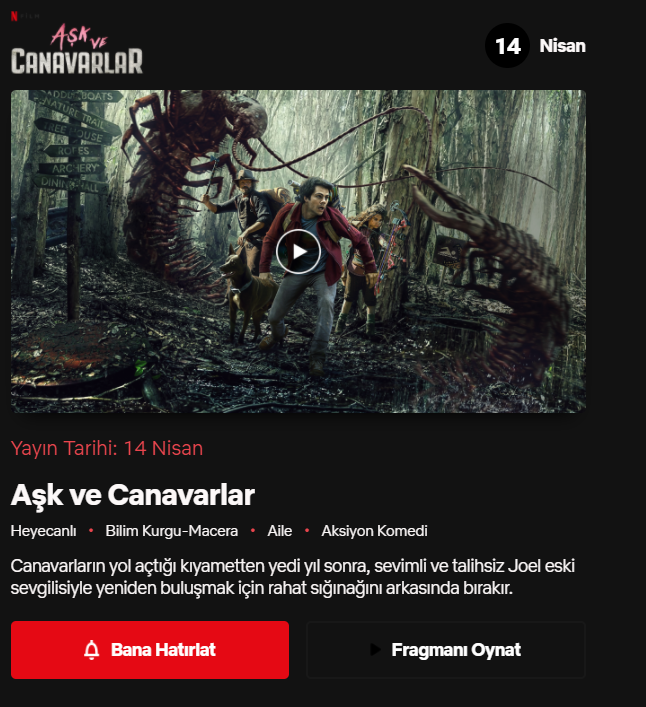 N FILM
AŞK VE
CANAVARLAR
14 Nisan
PADDLE BOATS
NATURE TRAIL
TREE HOUSE
ROPES
ARCHERY
DINING HALL
Yayın Tarihi: 14 Nisan
Aşk ve Canavarlar
Heyecanlı • Bilim Kurgu-Macera • Aile • Aksiyon Komedi
Canavarların yol açtığı kıyametten yedi yıl sonra, sevimli ve talihsiz Joel eski
sevgilisiyle yeniden buluşmak için rahat sığınağını arkasında bırakır.
Bana Hatırlat
Fragmanı Oynat